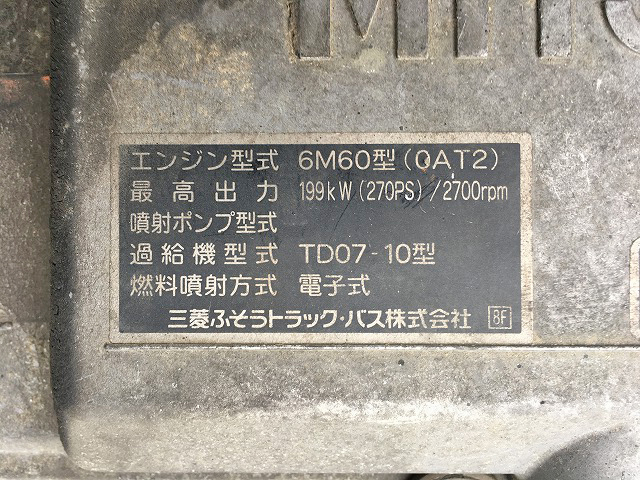 MITS
エンジン型式 6M60型(0AT2)
最高出力 199kW(270PS)/2700rpm
噴射ポンプ型式
過給機型式 TD07-10型
燃料噴射方式 電子式
三菱ふそうトラック・バス株式会社 8F